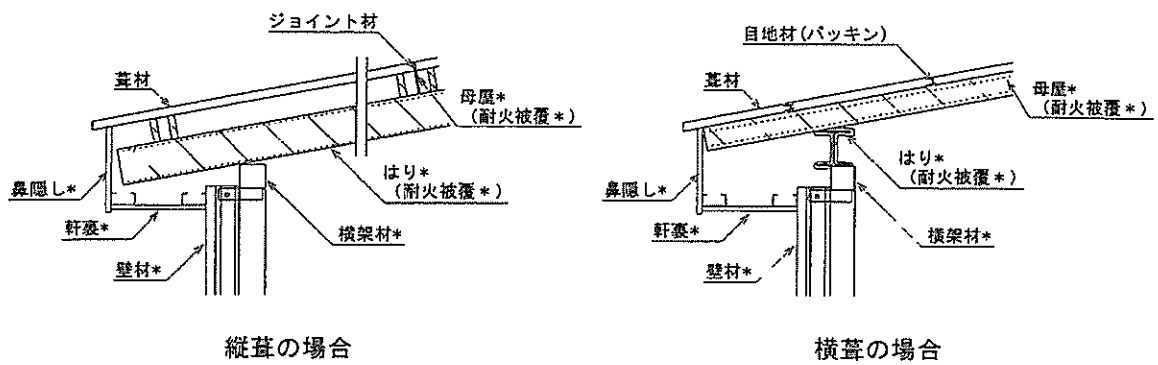 ジョイント材
葺材
母屋*
(耐火被覆*)
はり*
(耐火被覆*)
鼻隠し*
軒裏*
横架材*
壁材*
縦葺の場合
目地材(パッキン)
葺材
母屋*
(耐火被覆*)
はり*
(耐火被覆*)
鼻隠し*
軒裏*
横架材*
壁材*
横葺の場合